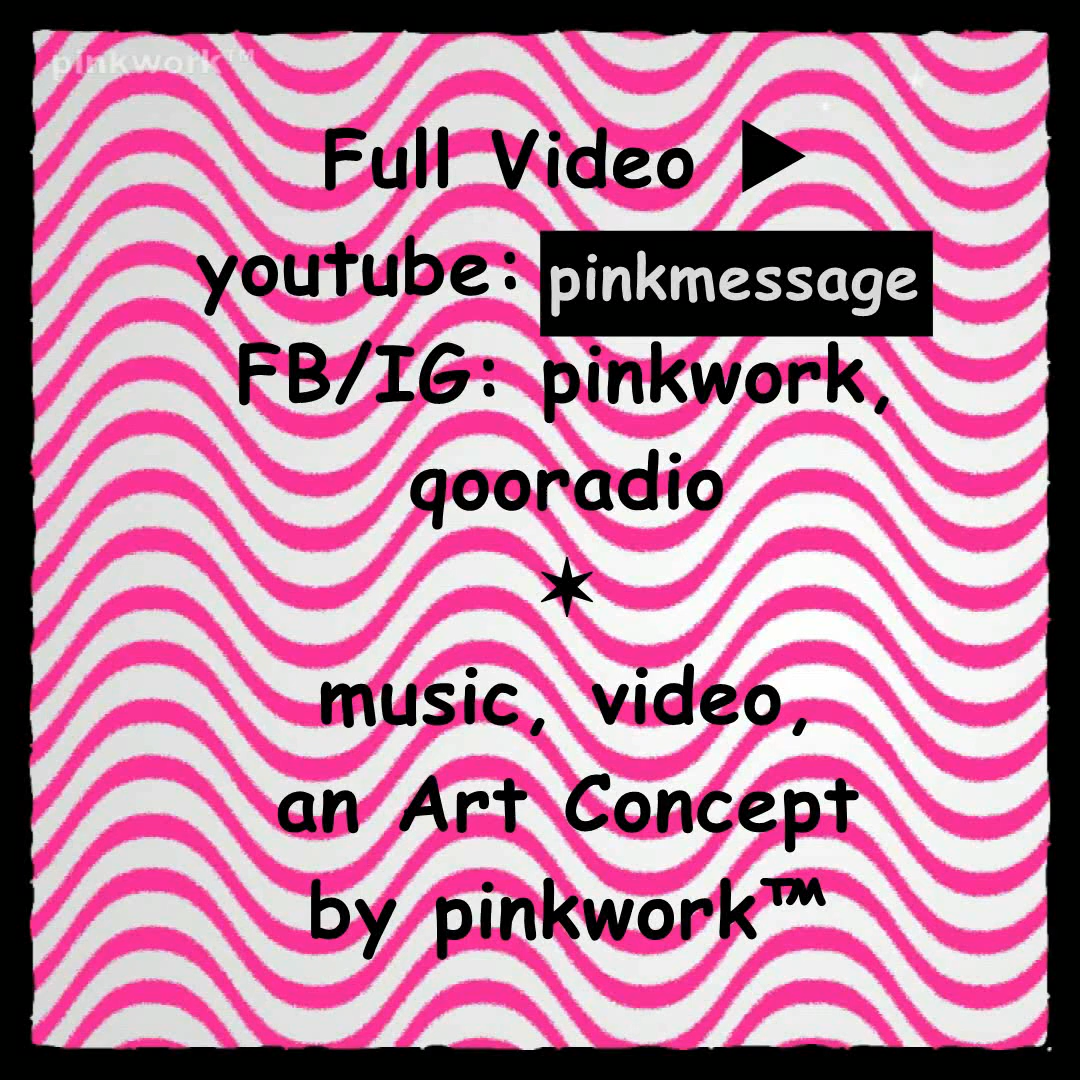 pinkwork™
Full Video ▶
youtube: pinkmessage
FB/IG: pinkwork,
qooradio
✶
music, video,
an Art Concept
by pinkwork™